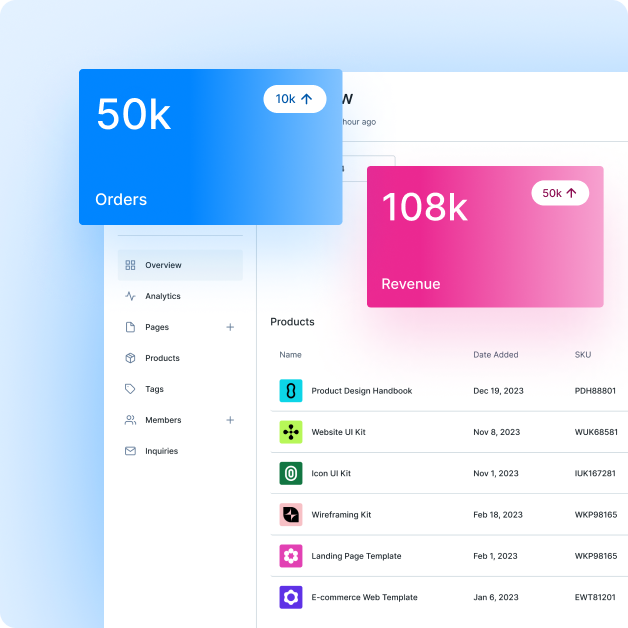 50k
10k
Orders
w
hour ago
108k
50k
Revenue
Overview
Analytics
Pages
Products
Tags
Members
Inquiries
Products
Name Date Added SKU
Product Design Handbook Dec 19, 2023 PDH88801
Website UI Kit Nov 8, 2023 WUK68581
Icon UI Kit Nov 1, 2023 IUK167281
Wireframing Kit Feb 18, 2023 WKP98165
Landing Page Template Feb 1, 2023 WKP98165
E-commerce Web Template Jan 6, 2023 EWT81201